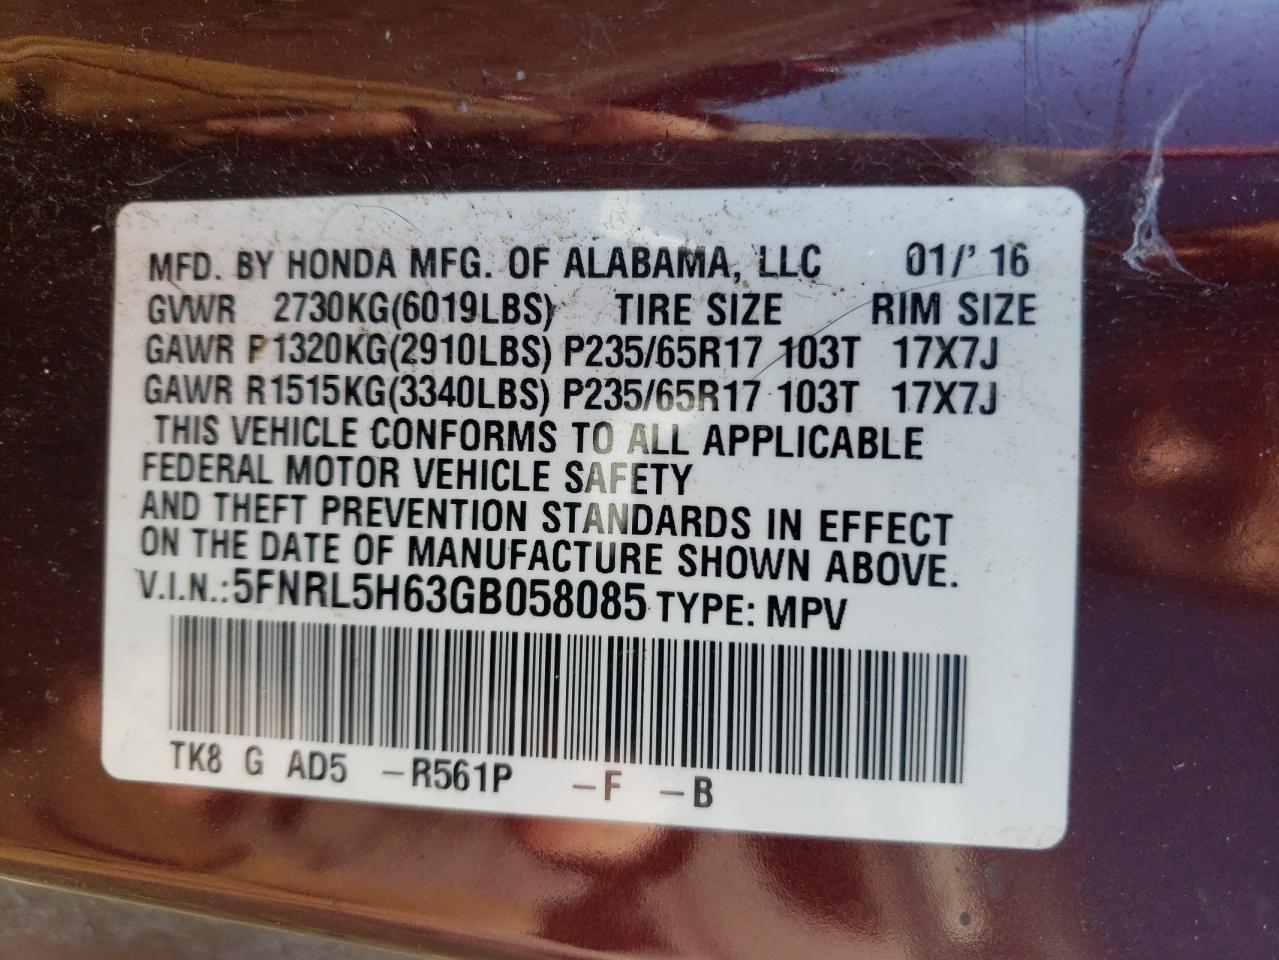 MFD. BY HONDA MFG. OF ALABAMA, LLC 01/' 16
GVWR 2730KG(6019LBS) TIRE SIZE RIM SIZE
GAWR F1320KG(2910LBS) P235/65R17 103T 17X7J
GAWR R1515KG(3340LBS) P235/65R17 103T 17X7J
THIS VEHICLE CONFORMS TO ALL APPLICABLE
FEDERAL MOTOR VEHICLE SAFETY
AND THEFT PREVENTION STANDARDS IN EFFECT
ON THE DATE OF MANUFACTURE SHOWN ABOVE.
V.I.N.:5FNRL5H63GB058085 TYPE: MPV
TK8 G AD5 –R561P –F –B